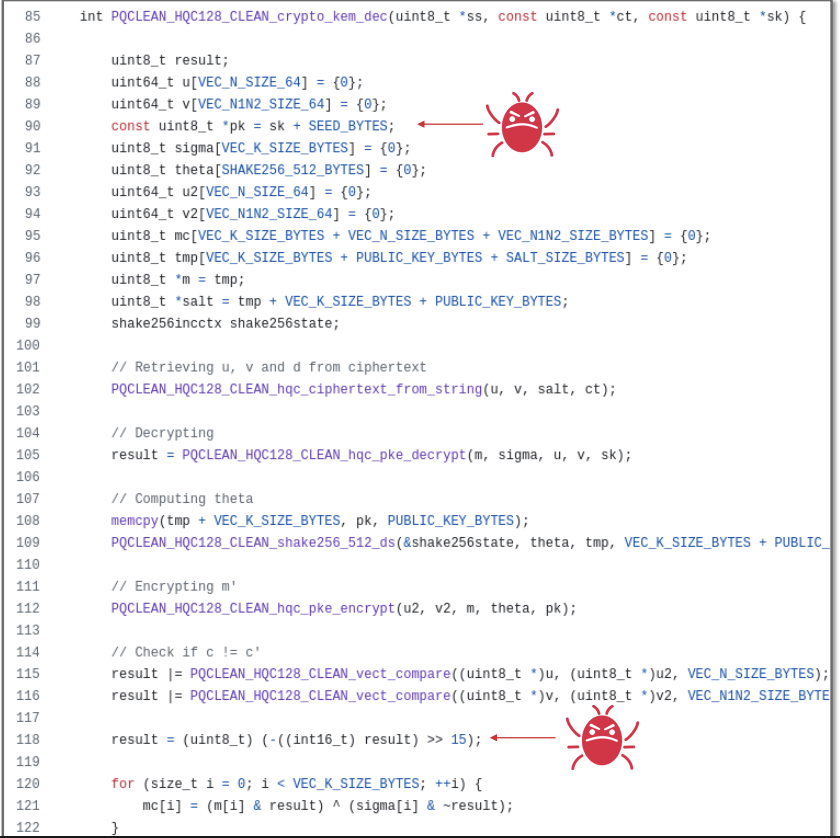 85 int PQCLEAN_HQC128_CLEAN_crypto_kem_dec(uint8_t *ss, const uint8_t *ct, const uint8_t *sk) {
86
87 uint8_t result;
88 uint64_t u[VEC_N_SIZE_64] = {0};
89 uint64_t v[VEC_N1N2_SIZE_64] = {0};
90 const uint8_t *pk = sk + SEED_BYTES;
91 uint8_t sigma[VEC_K_SIZE_BYTES] = {0};
92 uint8_t theta[SHAKE256_512_BYTES] = {0};
93 uint64_t u2[VEC_N_SIZE_64] = {0};
94 uint64_t v2[VEC_N1N2_SIZE_64] = {0};
95 uint8_t mc[VEC_K_SIZE_BYTES + VEC_N_SIZE_BYTES + VEC_N1N2_SIZE_BYTES] = {0};
96 uint8_t tmp[VEC_K_SIZE_BYTES + PUBLIC_KEY_BYTES + SALT_SIZE_BYTES] = {0};
97 uint8_t *m = tmp;
98 uint8_t *salt = tmp + VEC_K_SIZE_BYTES + PUBLIC_KEY_BYTES;
99 shake256incctx shake256state;
100
101 // Retrieving u, v and d from ciphertext
102 PQCLEAN_HQC128_CLEAN_hqc_ciphertext_from_string(u, v, salt, ct);
103
104 // Decrypting
105 result = PQCLEAN_HQC128_CLEAN_hqc_pke_decrypt(m, sigma, u, v, sk);
106
107 // Computing theta
108 memcpy(tmp + VEC_K_SIZE_BYTES, pk, PUBLIC_KEY_BYTES);
109 PQCLEAN_HQC128_CLEAN_shake256_512_ds(&shake256state, theta, tmp, VEC_K_SIZE_BYTES + PUBLIC_
110
111 // Encrypting m'
112 PQCLEAN_HQC128_CLEAN_hqc_pke_encrypt(u2, v2, m, theta, pk);
113
114 // Check if c != c'
115 result |= PQCLEAN_HQC128_CLEAN_vect_compare((uint8_t *)u, (uint8_t *)u2, VEC_N_SIZE_BYTES);
116 result |= PQCLEAN_HQC128_CLEAN_vect_compare((uint8_t *)v, (uint8_t *)v2, VEC_N1N2_SIZE_BYTE
117
118 result = (uint8_t) (-((int16_t) result) >> 15);
119
120 for (size_t i = 0; i < VEC_K_SIZE_BYTES; ++i) {
121 mc[i] = (m[i] & result) ^ (sigma[i] & ~result);
122 }